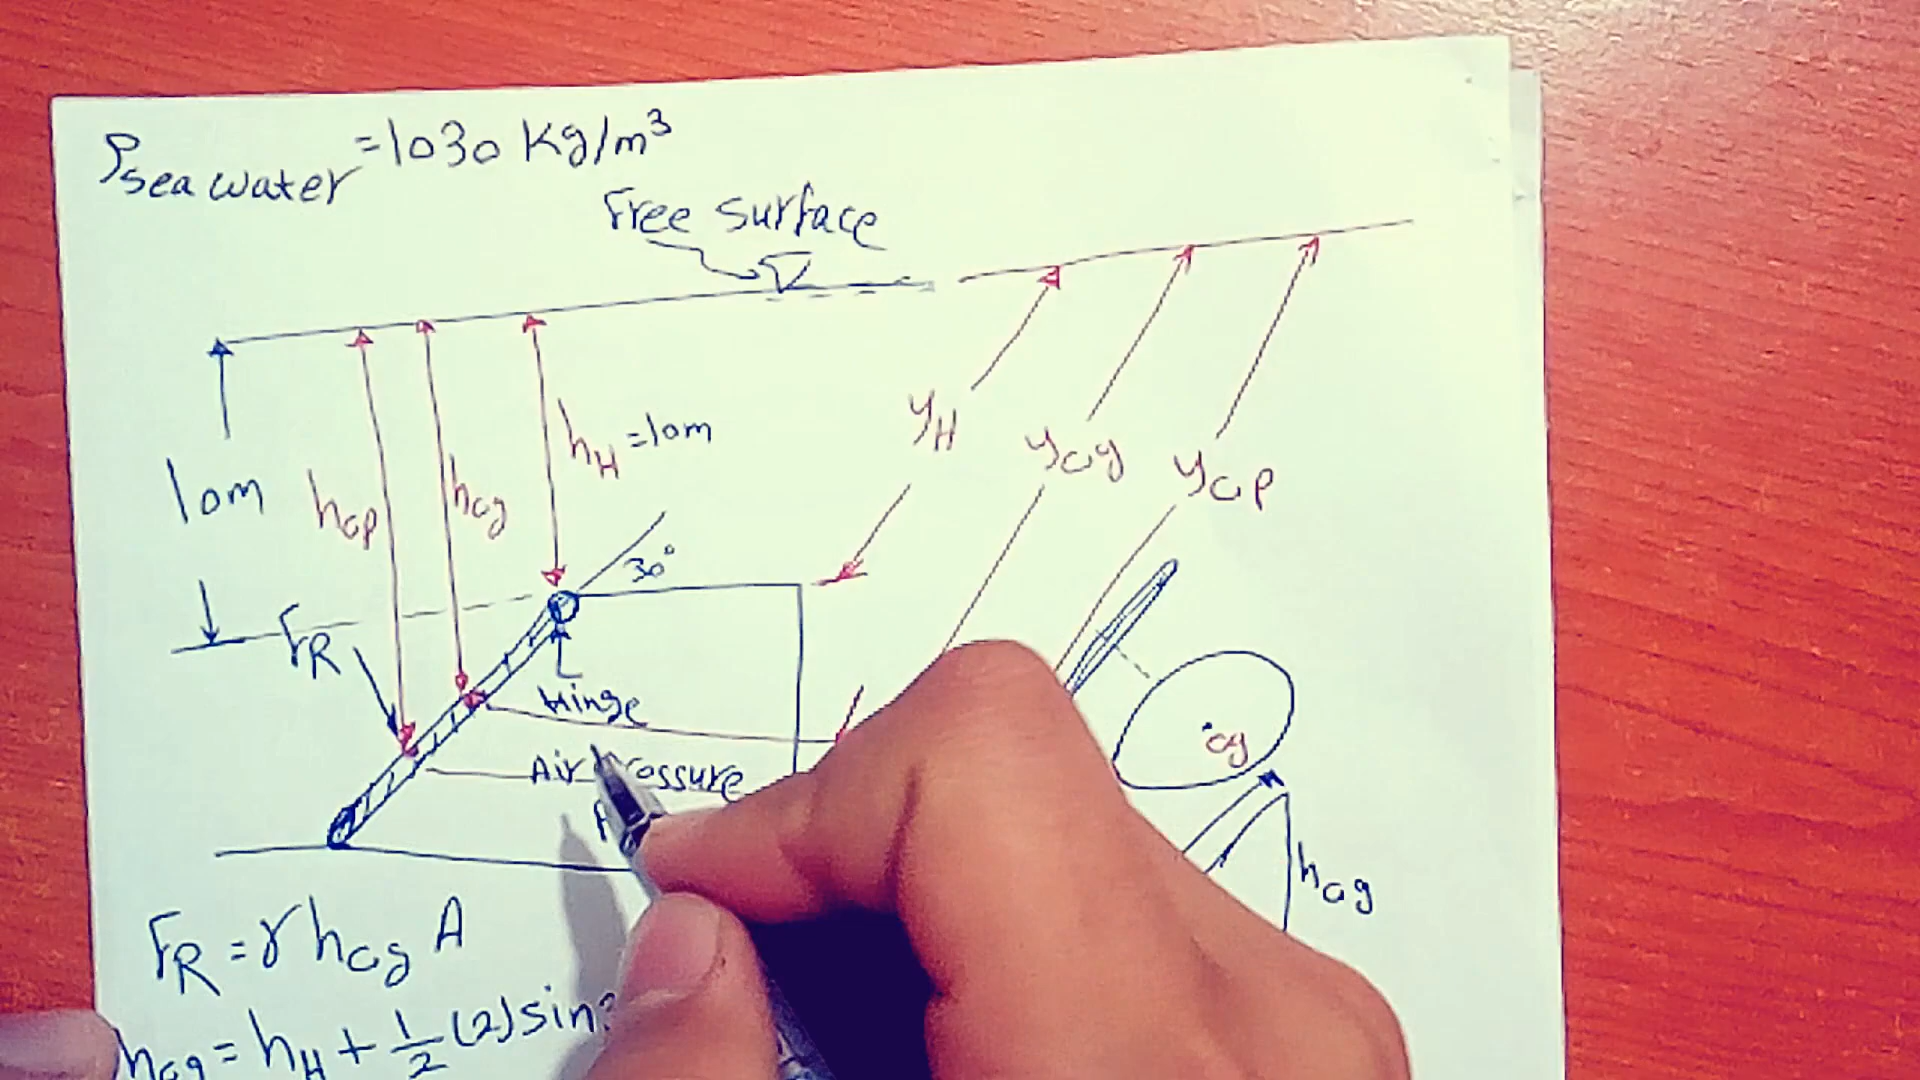 ρsea water = 1030 Kg/m³
Free surface
10m
hcp
hcg
hH = 10m
yH
ycg
ycp
30°
FR
Hinge
Air
cg
hcg
FR = γ hcg A
hcg = hH + 1/2 (2) sin